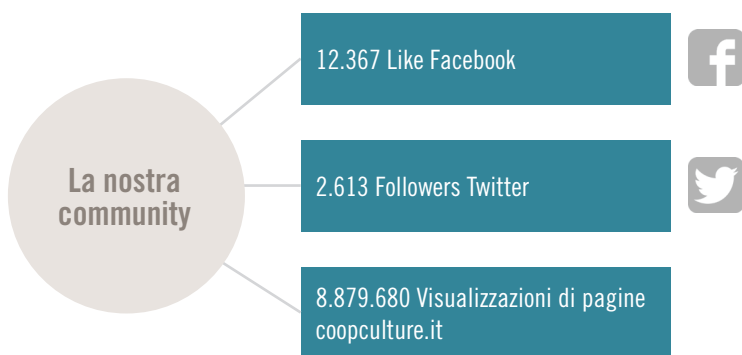 La nostra
community
12.367 Like Facebook
2.613 Followers Twitter
8.879.680 Visualizzazioni di pagine
coopculture.it